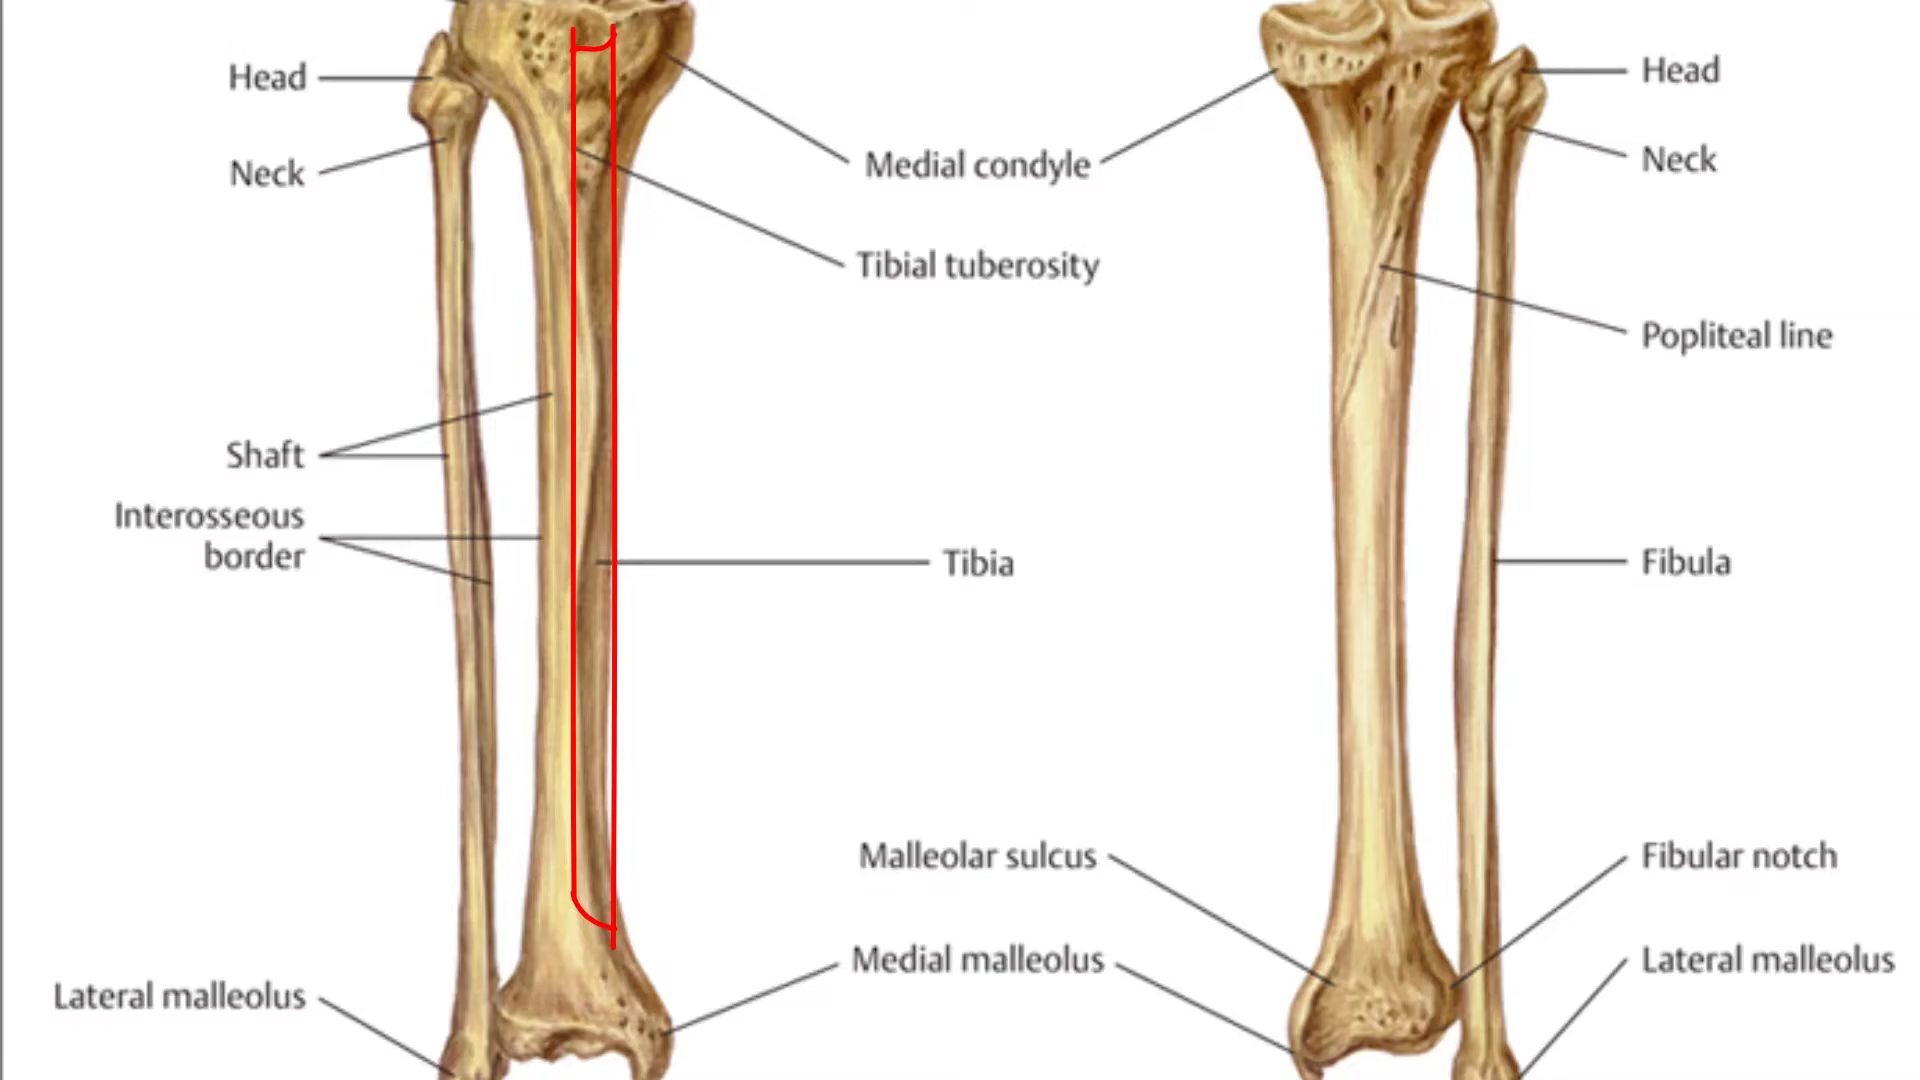 Head
Neck
Medial condyle
Tibial tuberosity
Shaft
Interosseous
border
Tibia
Medial malleolus
Lateral malleolus
Malleolar sulcus
Head
Neck
Popliteal line
Fibula
Fibular notch
Lateral malleolus